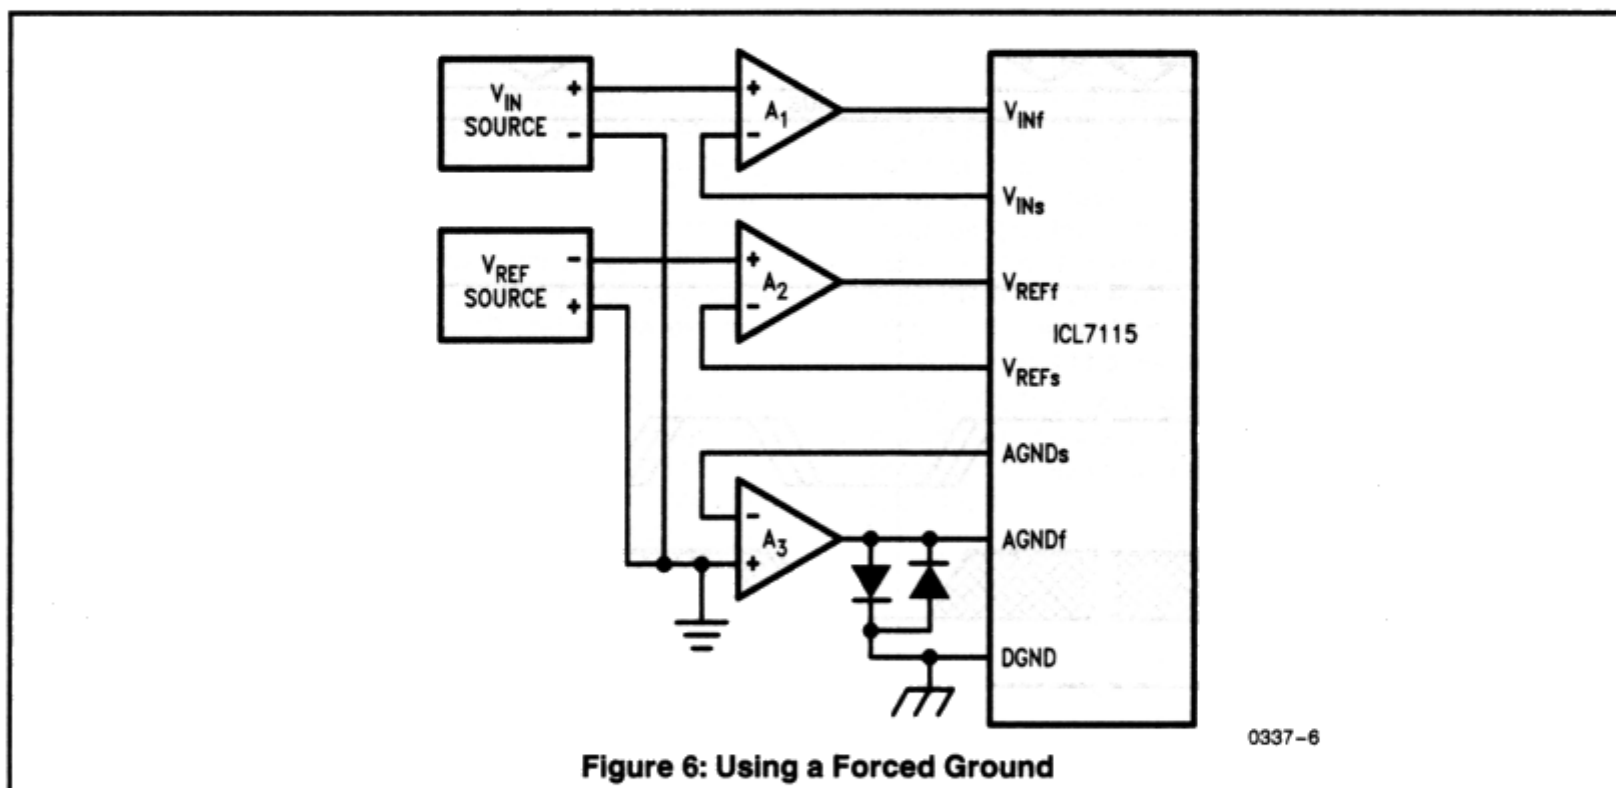 V_IN
SOURCE
+
-
V_REF
SOURCE
-
+
+
A_1
-
+
A_2
-
-
A_3
+
V_INf
V_INs
V_REFf
ICL7115
V_REFs
AGNDs
AGNDf
DGND
0337-6
Figure 6: Using a Forced Ground